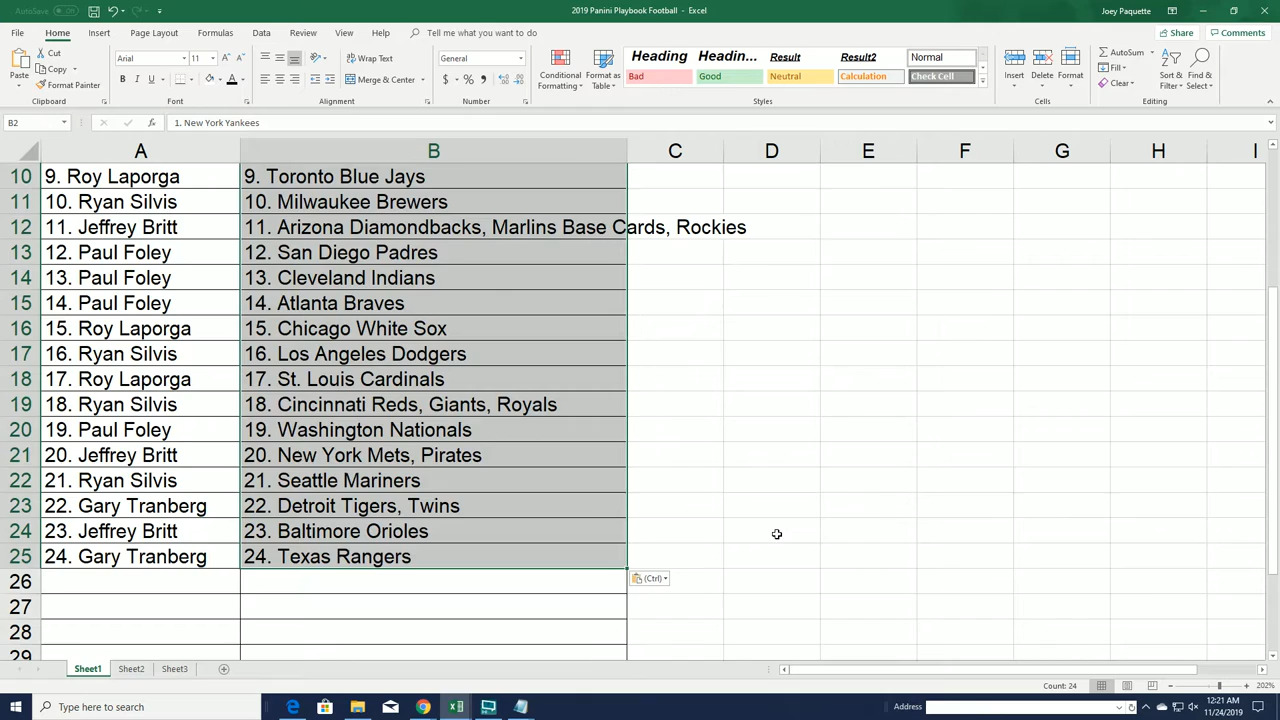 AutoSave Off 2019 Panini Playbook Football - Excel Joey Paquette
File Home Insert Page Layout Formulas Data Review View Help Tell me what you want to do Share Comments
Paste Cut Copy Format Painter Clipboard
Arial 11 B I U A Font
Wrap Text Merge & Center Alignment
General $ % Number
Conditional Formatting Format as Table Heading Headin... Result Result2 Normal Bad Good Neutral Calculation Check Cell Styles
Insert Delete Format Cells
AutoSum Fill Clear Sort & Filter Find & Select Editing
B2 fx 1. New York Yankees
A B C D E F G H I
10 9. Roy Laporga 9. Toronto Blue Jays
11 10. Ryan Silvis 10. Milwaukee Brewers
12 11. Jeffrey Britt 11. Arizona Diamondbacks, Marlins Base Cards, Rockies
13 12. Paul Foley 12. San Diego Padres
14 13. Paul Foley 13. Cleveland Indians
15 14. Paul Foley 14. Atlanta Braves
16 15. Roy Laporga 15. Chicago White Sox
17 16. Ryan Silvis 16. Los Angeles Dodgers
18 17. Roy Laporga 17. St. Louis Cardinals
19 18. Ryan Silvis 18. Cincinnati Reds, Giants, Royals
20 19. Paul Foley 19. Washington Nationals
21 20. Jeffrey Britt 20. New York Mets, Pirates
22 21. Ryan Silvis 21. Seattle Mariners
23 22. Gary Tranberg 22. Detroit Tigers, Twins
24 23. Jeffrey Britt 23. Baltimore Orioles
25 24. Gary Tranberg 24. Texas Rangers
26 (Ctrl)
27
28
29
Sheet1 Sheet2 Sheet3
Count: 24 202%
Type here to search Address 12:21 AM
11/24/2019